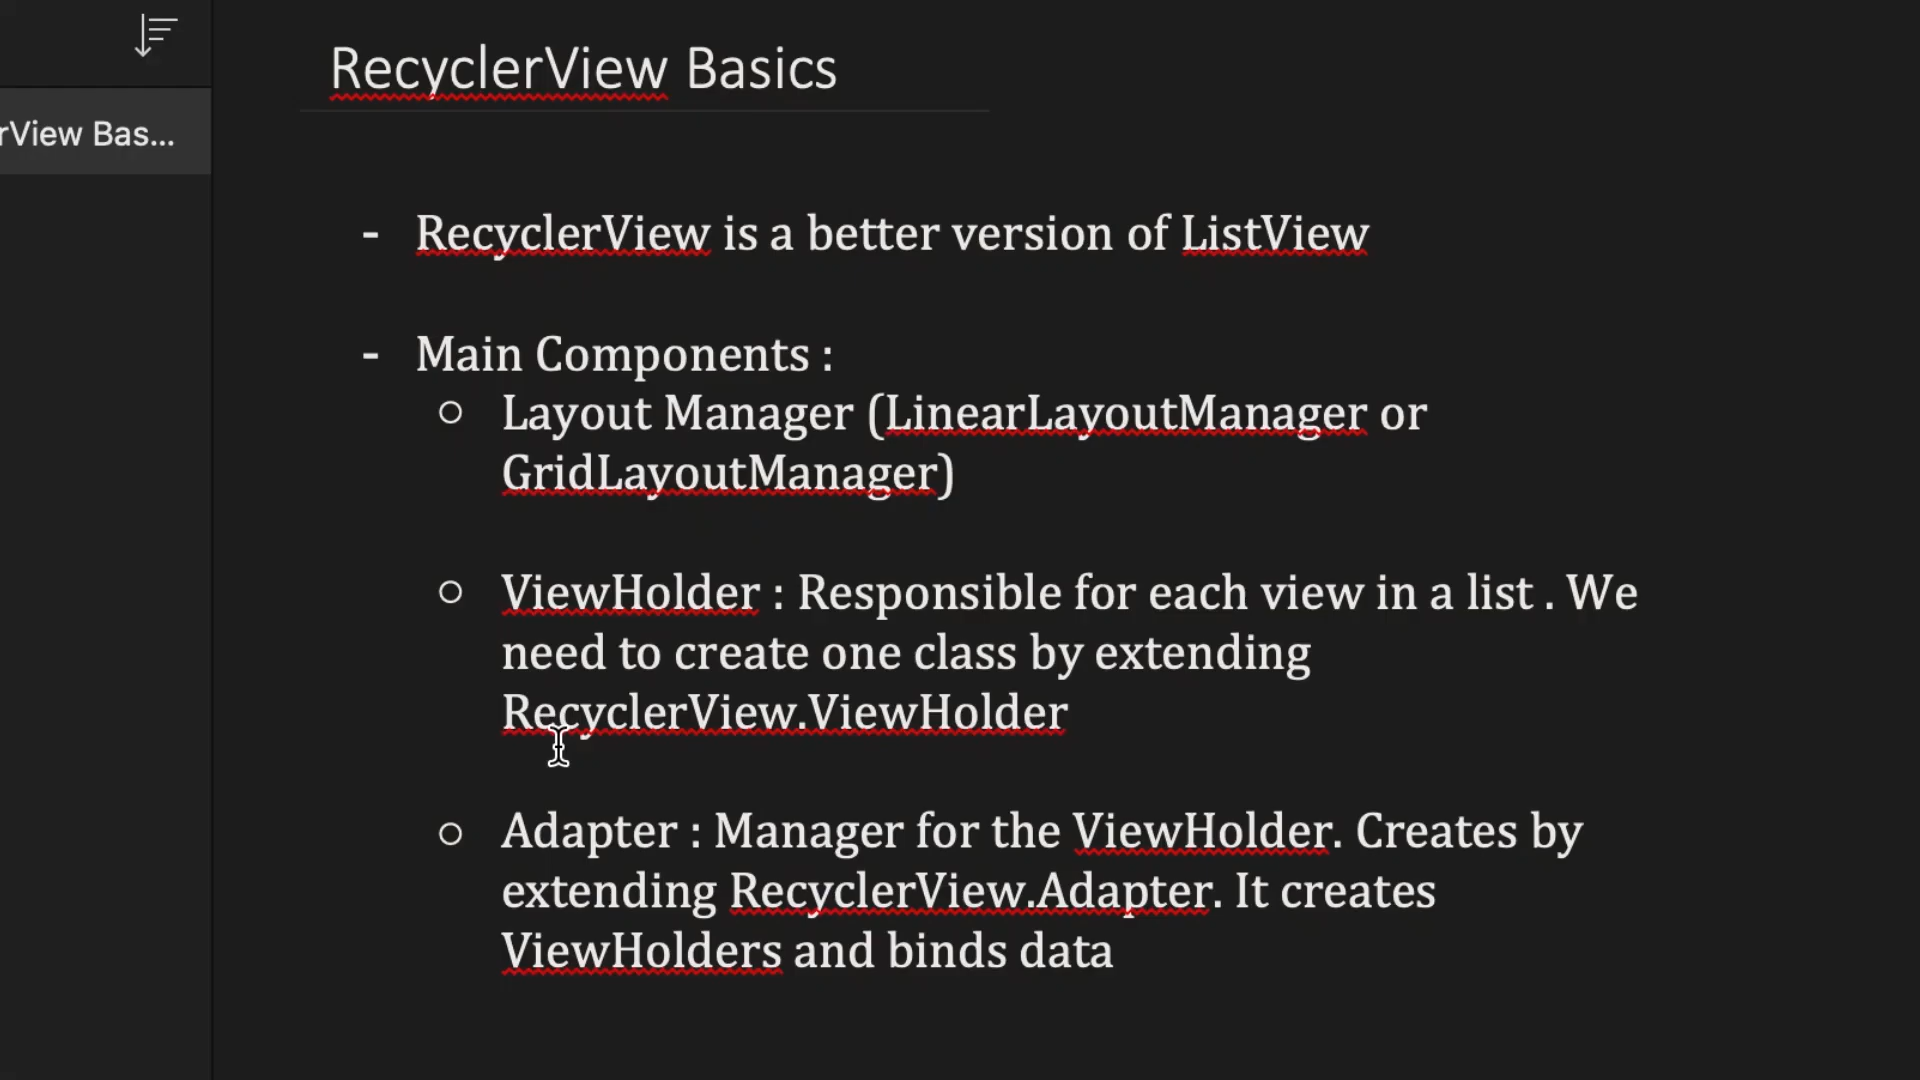 RecyclerView Basics
rView Bas...
- RecyclerView is a better version of ListView
- Main Components :
○ Layout Manager (LinearLayoutManager or
GridLayoutManager)
○ ViewHolder : Responsible for each view in a list . We
need to create one class by extending
RecyclerView.ViewHolder
○ Adapter : Manager for the ViewHolder. Creates by
extending RecyclerView.Adapter. It creates
ViewHolders and binds data